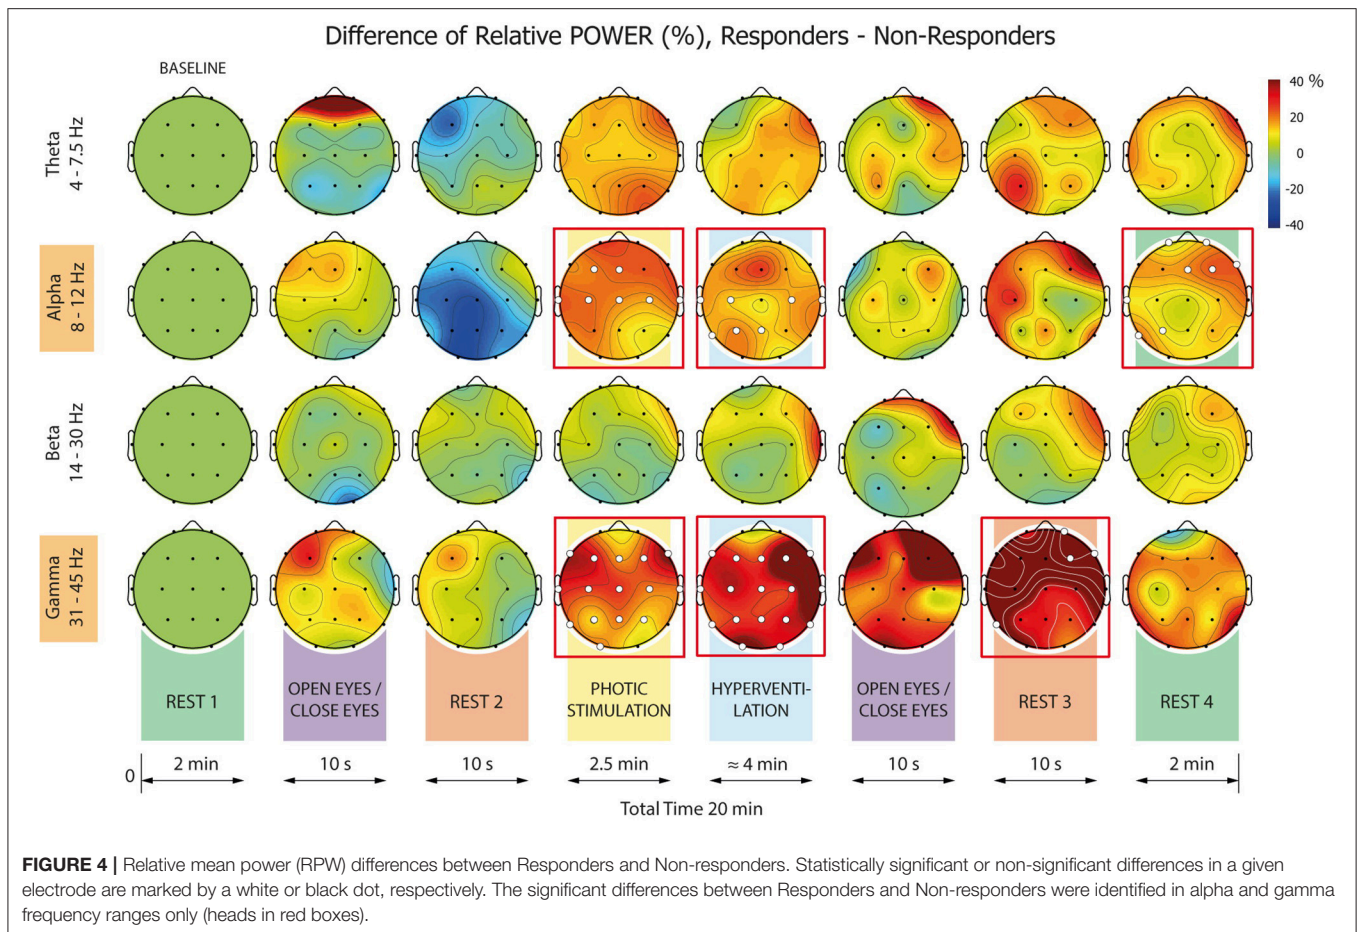 Difference of Relative POWER (%), Responders - Non-Responders
BASELINE
Theta
4 - 7.5 Hz
40 %
20
0
-20
-40
Alpha
8 - 12 Hz
Beta
14 - 30 Hz
Gamma
31 - 45 Hz
REST 1
OPEN EYES /
CLOSE EYES
REST 2
PHOTIC
STIMULATION
HYPERVENTI-
LATION
OPEN EYES /
CLOSE EYES
REST 3
REST 4
0
2 min
10 s
10 s
2.5 min
≈ 4 min
10 s
10 s
2 min
Total Time 20 min
FIGURE 4 | Relative mean power (RPW) differences between Responders and Non-responders. Statistically significant or non-significant differences in a given
electrode are marked by a white or black dot, respectively. The significant differences between Responders and Non-responders were identified in alpha and gamma
frequency ranges only (heads in red boxes).